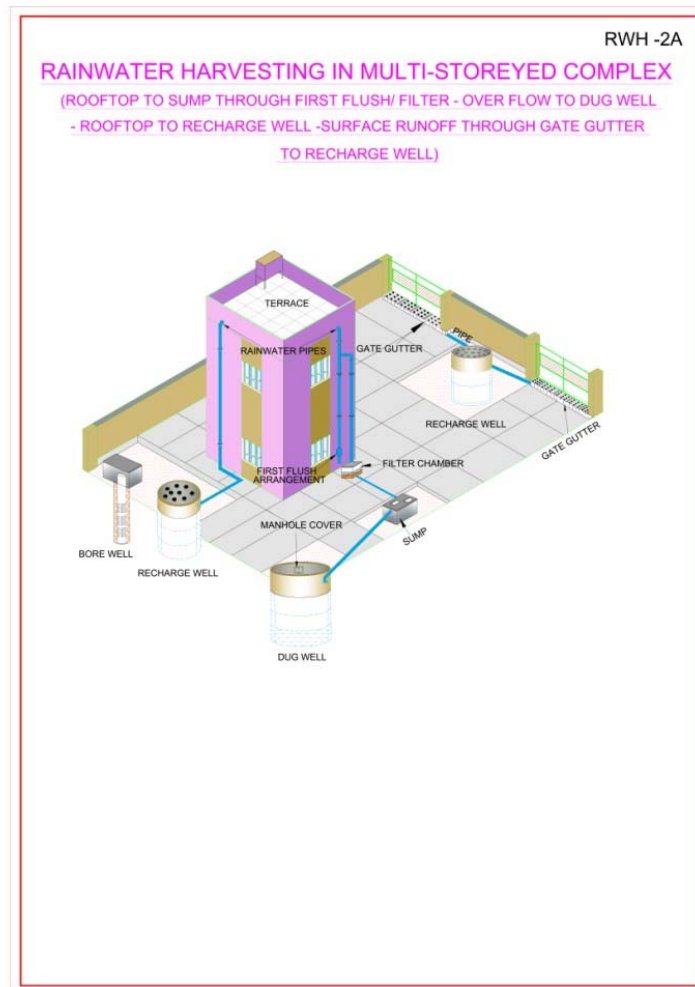 RWH -2A
RAINWATER HARVESTING IN MULTI-STOREYED COMPLEX
(ROOFTOP TO SUMP THROUGH FIRST FLUSH/ FILTER - OVER FLOW TO DUG WELL
- ROOFTOP TO RECHARGE WELL -SURFACE RUNOFF THROUGH GATE GUTTER
TO RECHARGE WELL)
TERRACE
RAINWATER PIPES
GATE GUTTER
PIPE
RECHARGE WELL
GATE GUTTER
FIRST FLUSH
ARRANGEMENT
FILTER CHAMBER
MANHOLE COVER
SUMP
BORE WELL
RECHARGE WELL
DUG WELL